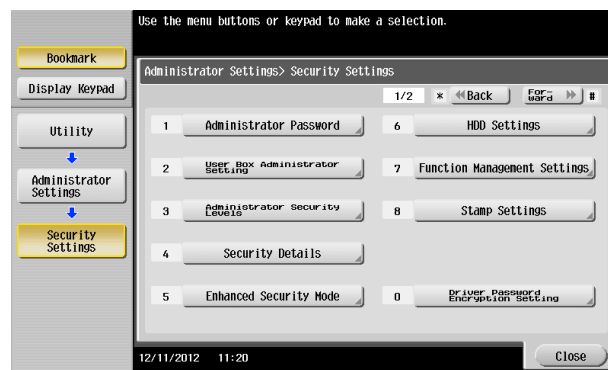 Use the menu buttons or keypad to make a selection.
Bookmark
Display Keypad
Utility
Administrator
Settings
Security
Settings
Administrator Settings> Security Settings
1/2 * Back For-
ward #
1 Administrator Password
2 User Box Administrator
Setting
3 Administrator Security
Levels
4 Security Details
5 Enhanced Security Mode
6 HDD Settings
7 Function Management Settings
8 Stamp Settings
0 Driver Password
Encryption Setting
12/11/2012 11:20
Close